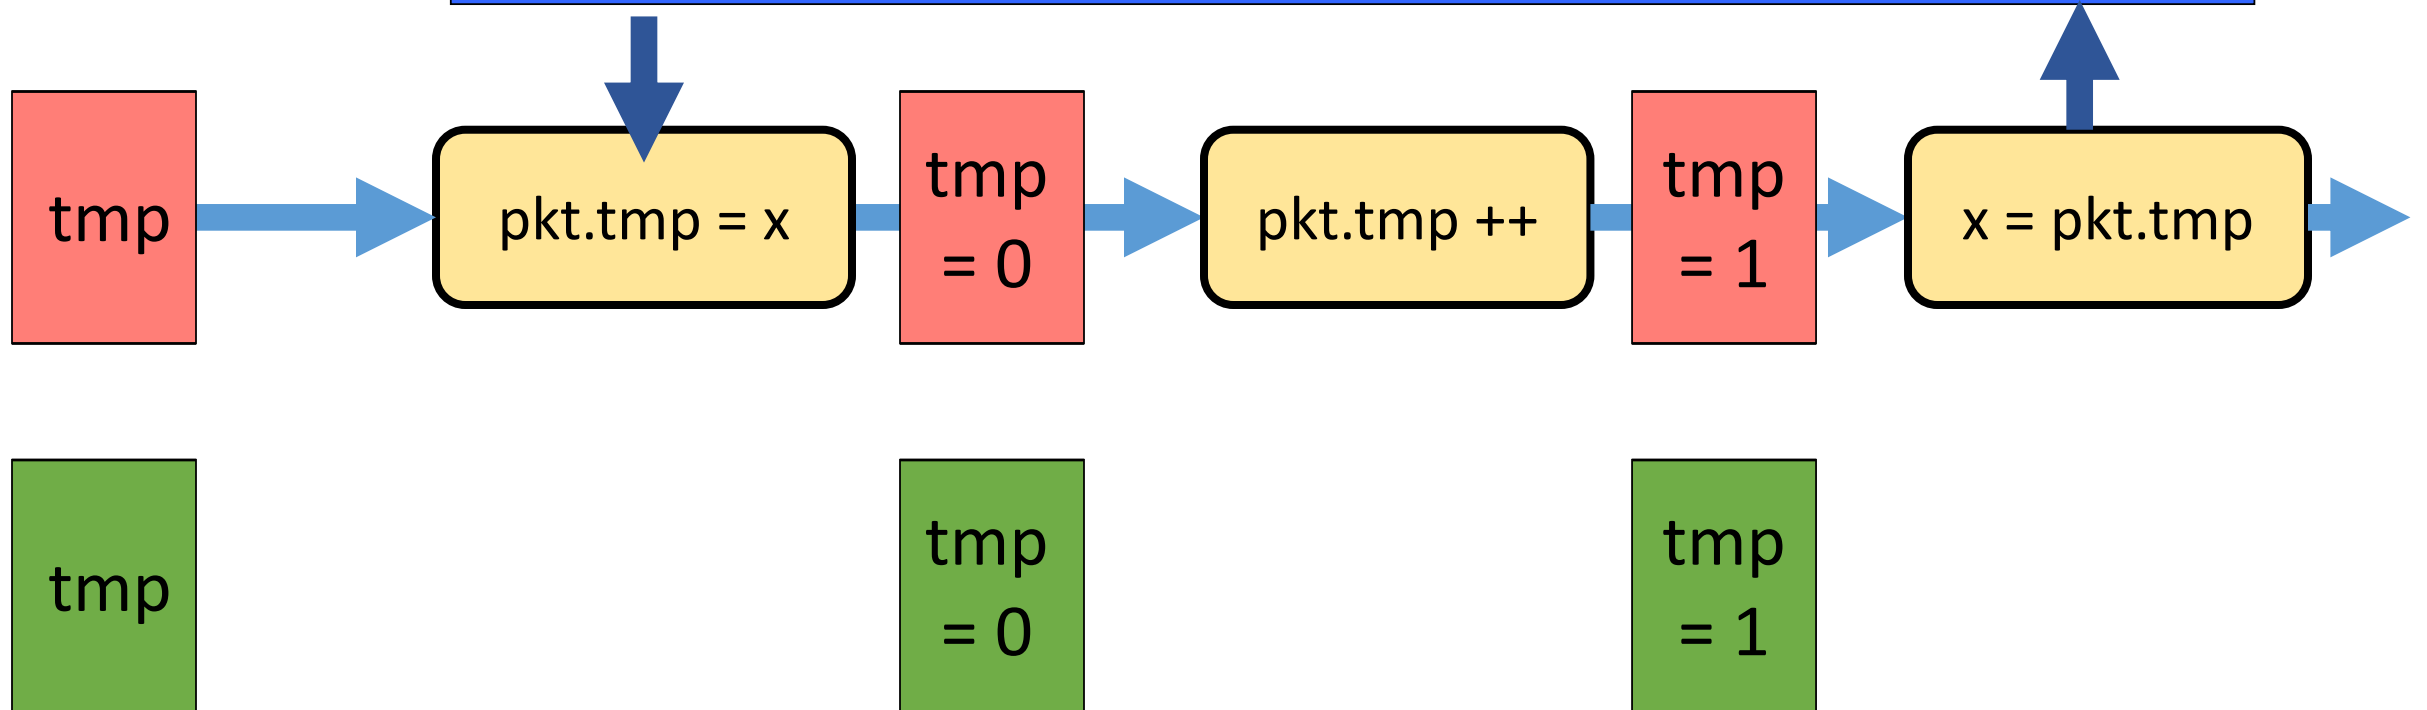 tmp
pkt.tmp = x
tmp
= 0
pkt.tmp ++
tmp
= 1
x = pkt.tmp
tmp
tmp
= 0
tmp
= 1